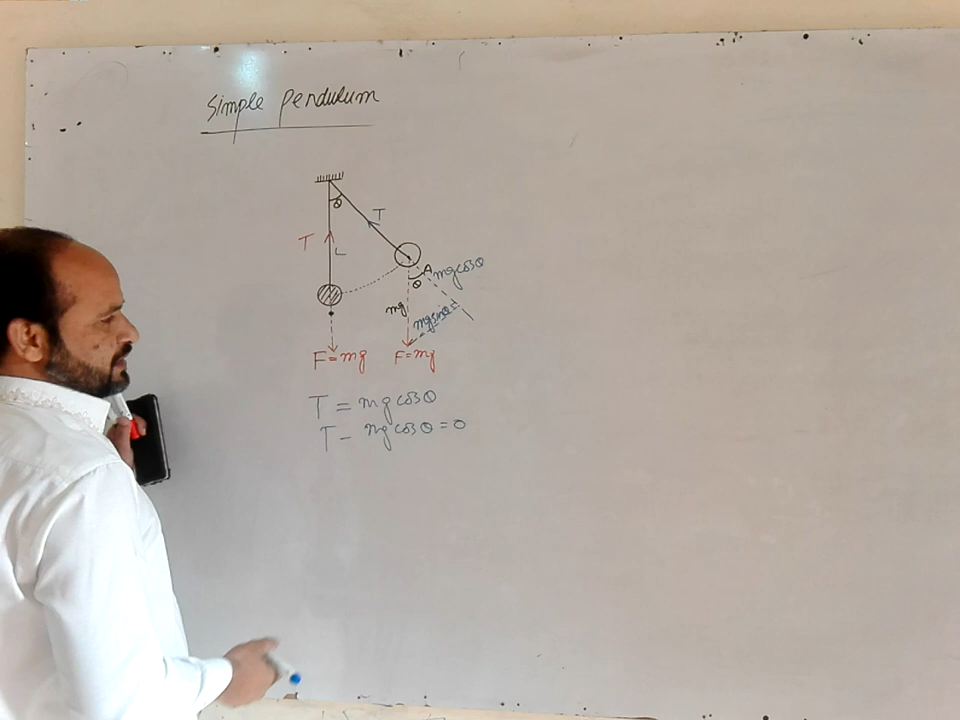 Simple Pendulum
θ
T
T
L
A
mg cosθ
θ
mg
mg sinθ
F = mg
F = mg
T = mg cosθ
T - mg cosθ = 0